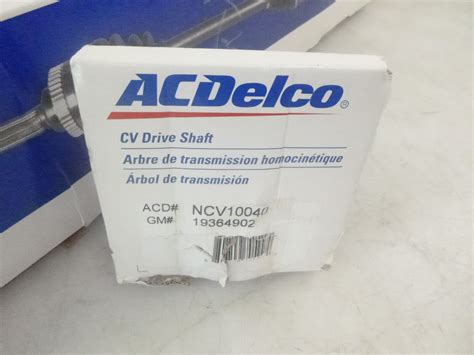 ACDelco®
CV Drive Shaft
Arbre de transmission homocinétique
Árbol de transmisión
ACD# NCV10040
GM# 19364902